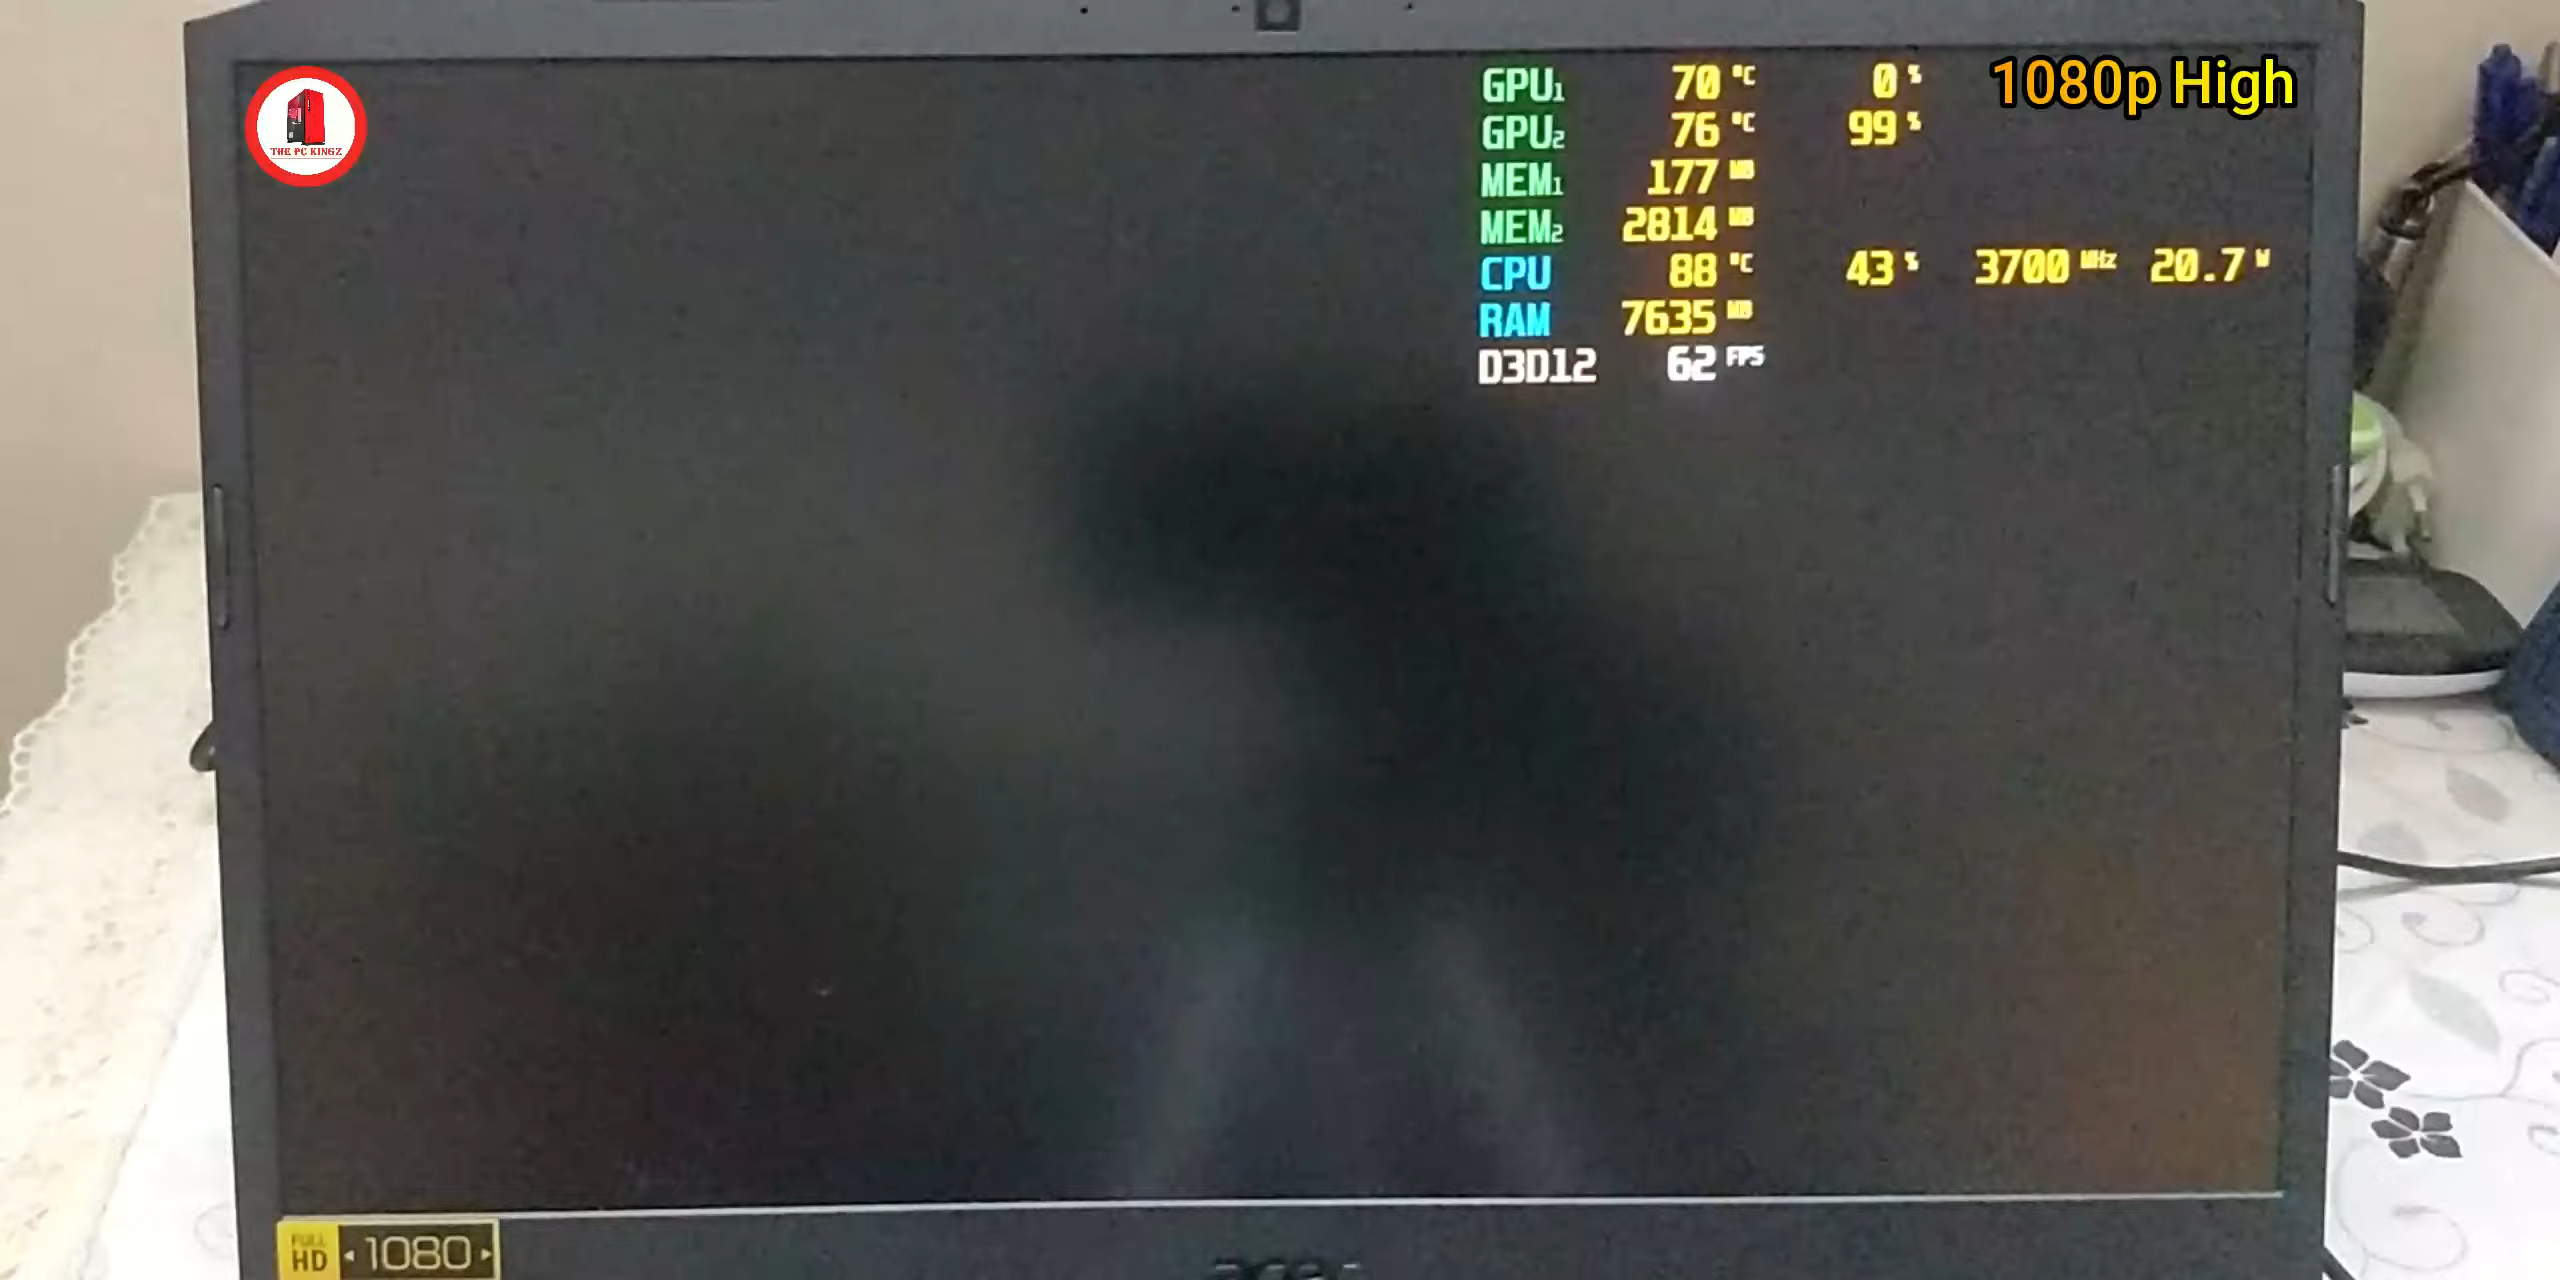 THE PC KINGZ
1080p High
GPU1 70 °C 0 %
GPU2 76 °C 99 %
MEM1 177 MB
MEM2 2814 MB
CPU 88 °C 43 % 3700 MHz 20.7 W
RAM 7635 MB
D3D12 62 FPS
FULL HD 1080
acer